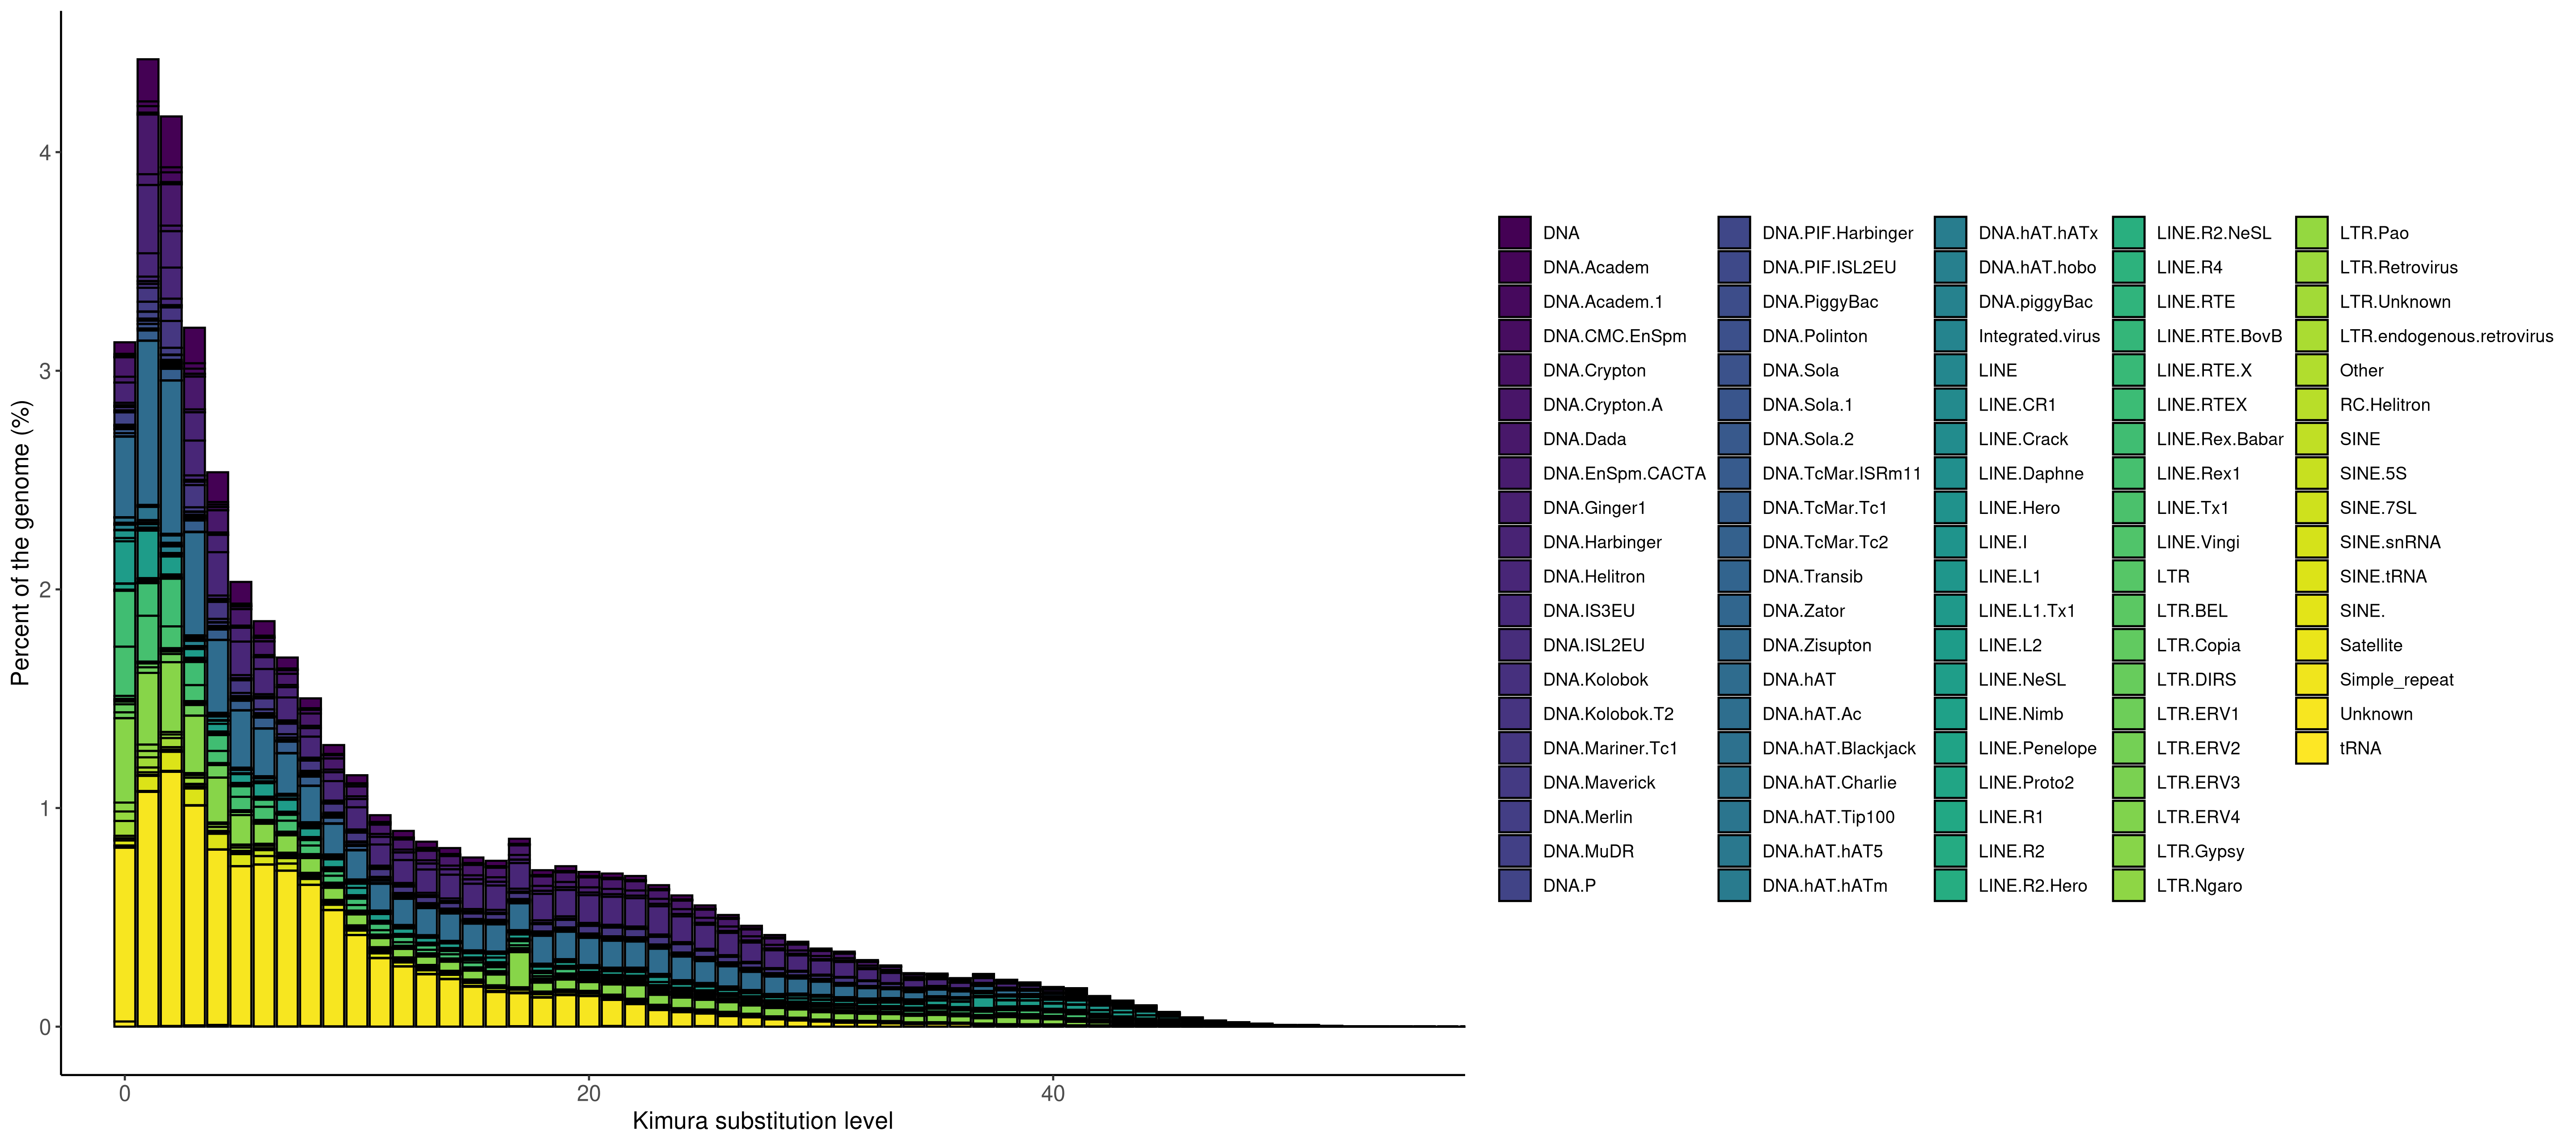 Percent of the genome (%)
4
3
2
1
0
0 20 40
Kimura substitution level
DNA
DNA.Academ
DNA.Academ.1
DNA.CMC.EnSpm
DNA.Crypton
DNA.Crypton.A
DNA.Dada
DNA.EnSpm.CACTA
DNA.Ginger1
DNA.Harbinger
DNA.Helitron
DNA.IS3EU
DNA.ISL2EU
DNA.Kolobok
DNA.Kolobok.T2
DNA.Mariner.Tc1
DNA.Maverick
DNA.Merlin
DNA.MuDR
DNA.P
DNA.PIF.Harbinger
DNA.PIF.ISL2EU
DNA.PiggyBac
DNA.Polinton
DNA.Sola
DNA.Sola.1
DNA.Sola.2
DNA.TcMar.ISRm11
DNA.TcMar.Tc1
DNA.TcMar.Tc2
DNA.Transib
DNA.Zator
DNA.Zisupton
DNA.hAT
DNA.hAT.Ac
DNA.hAT.Blackjack
DNA.hAT.Charlie
DNA.hAT.Tip100
DNA.hAT.hAT5
DNA.hAT.hATm
DNA.hAT.hATx
DNA.hAT.hobo
DNA.piggyBac
Integrated.virus
LINE
LINE.CR1
LINE.Crack
LINE.Daphne
LINE.Hero
LINE.I
LINE.L1
LINE.L1.Tx1
LINE.L2
LINE.NeSL
LINE.Nimb
LINE.Penelope
LINE.Proto2
LINE.R1
LINE.R2
LINE.R2.Hero
LINE.R2.NeSL
LINE.R4
LINE.RTE
LINE.RTE.BovB
LINE.RTE.X
LINE.RTEX
LINE.Rex.Babar
LINE.Rex1
LINE.Tx1
LINE.Vingi
LTR
LTR.BEL
LTR.Copia
LTR.DIRS
LTR.ERV1
LTR.ERV2
LTR.ERV3
LTR.ERV4
LTR.Gypsy
LTR.Ngaro
LTR.Pao
LTR.Retrovirus
LTR.Unknown
LTR.endogenous.retrovirus
Other
RC.Helitron
SINE
SINE.5S
SINE.7SL
SINE.snRNA
SINE.tRNA
SINE.
Satellite
Simple_repeat
Unknown
tRNA